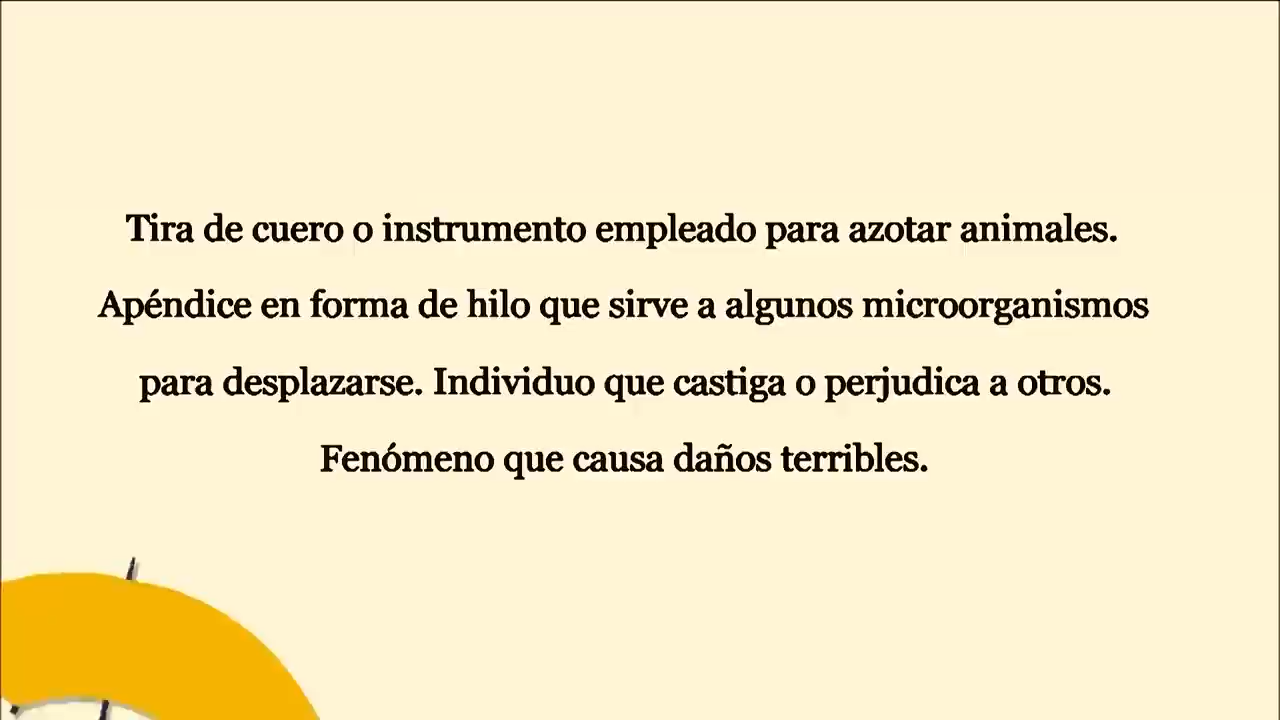 Tira de cuero o instrumento empleado para azotar animales.
Apéndice en forma de hilo que sirve a algunos microorganismos
para desplazarse. Individuo que castiga o perjudica a otros.
Fenómeno que causa daños terribles.